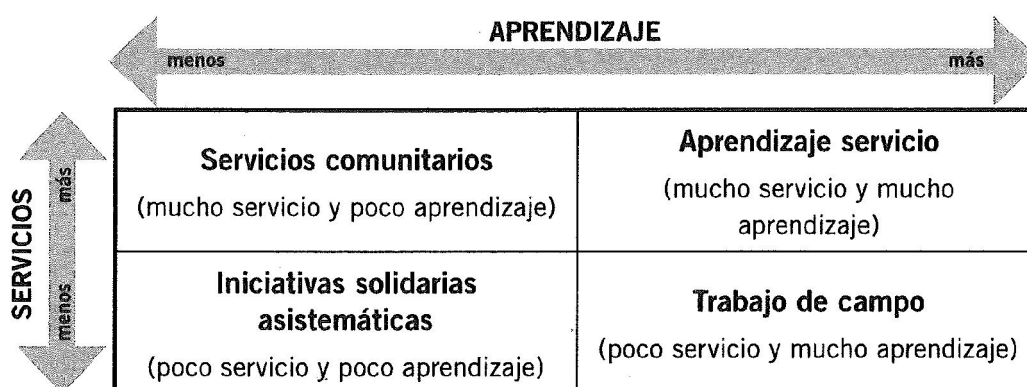 APRENDIZAJE
menos
más
SERVICIOS
más
menos
Servicios comunitarios
(mucho servicio y poco aprendizaje)
Aprendizaje servicio
(mucho servicio y mucho
aprendizaje)
Iniciativas solidarias
asistemáticas
(poco servicio y poco aprendizaje)
Trabajo de campo
(poco servicio y mucho aprendizaje)